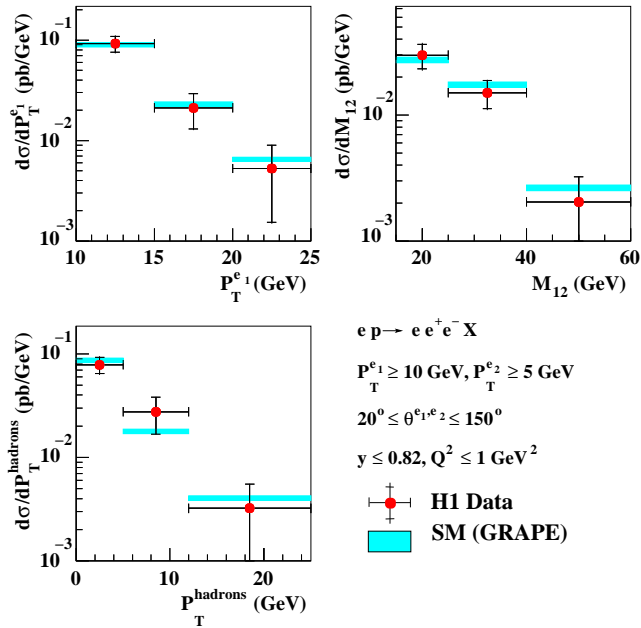 dσ/dP_T^{e_1} (pb/GeV)
10^{-1}
10^{-2}
10^{-3}
10 15 20 25
P_T^{e_1} (GeV)
dσ/dM_{12} (pb/GeV)
10^{-1}
10^{-2}
10^{-3}
20 40 60
M_{12} (GeV)
dσ/dP_T^{hadrons} (pb/GeV)
10^{-1}
10^{-2}
10^{-3}
0 10 20
P_T^{hadrons} (GeV)
e p → e e^+ e^- X
P_T^{e_1} ≥ 10 GeV, P_T^{e_2} ≥ 5 GeV
20^o ≤ θ^{e_1,e_2} ≤ 150^o
y ≤ 0.82, Q^2 ≤ 1 GeV^2
H1 Data
SM (GRAPE)